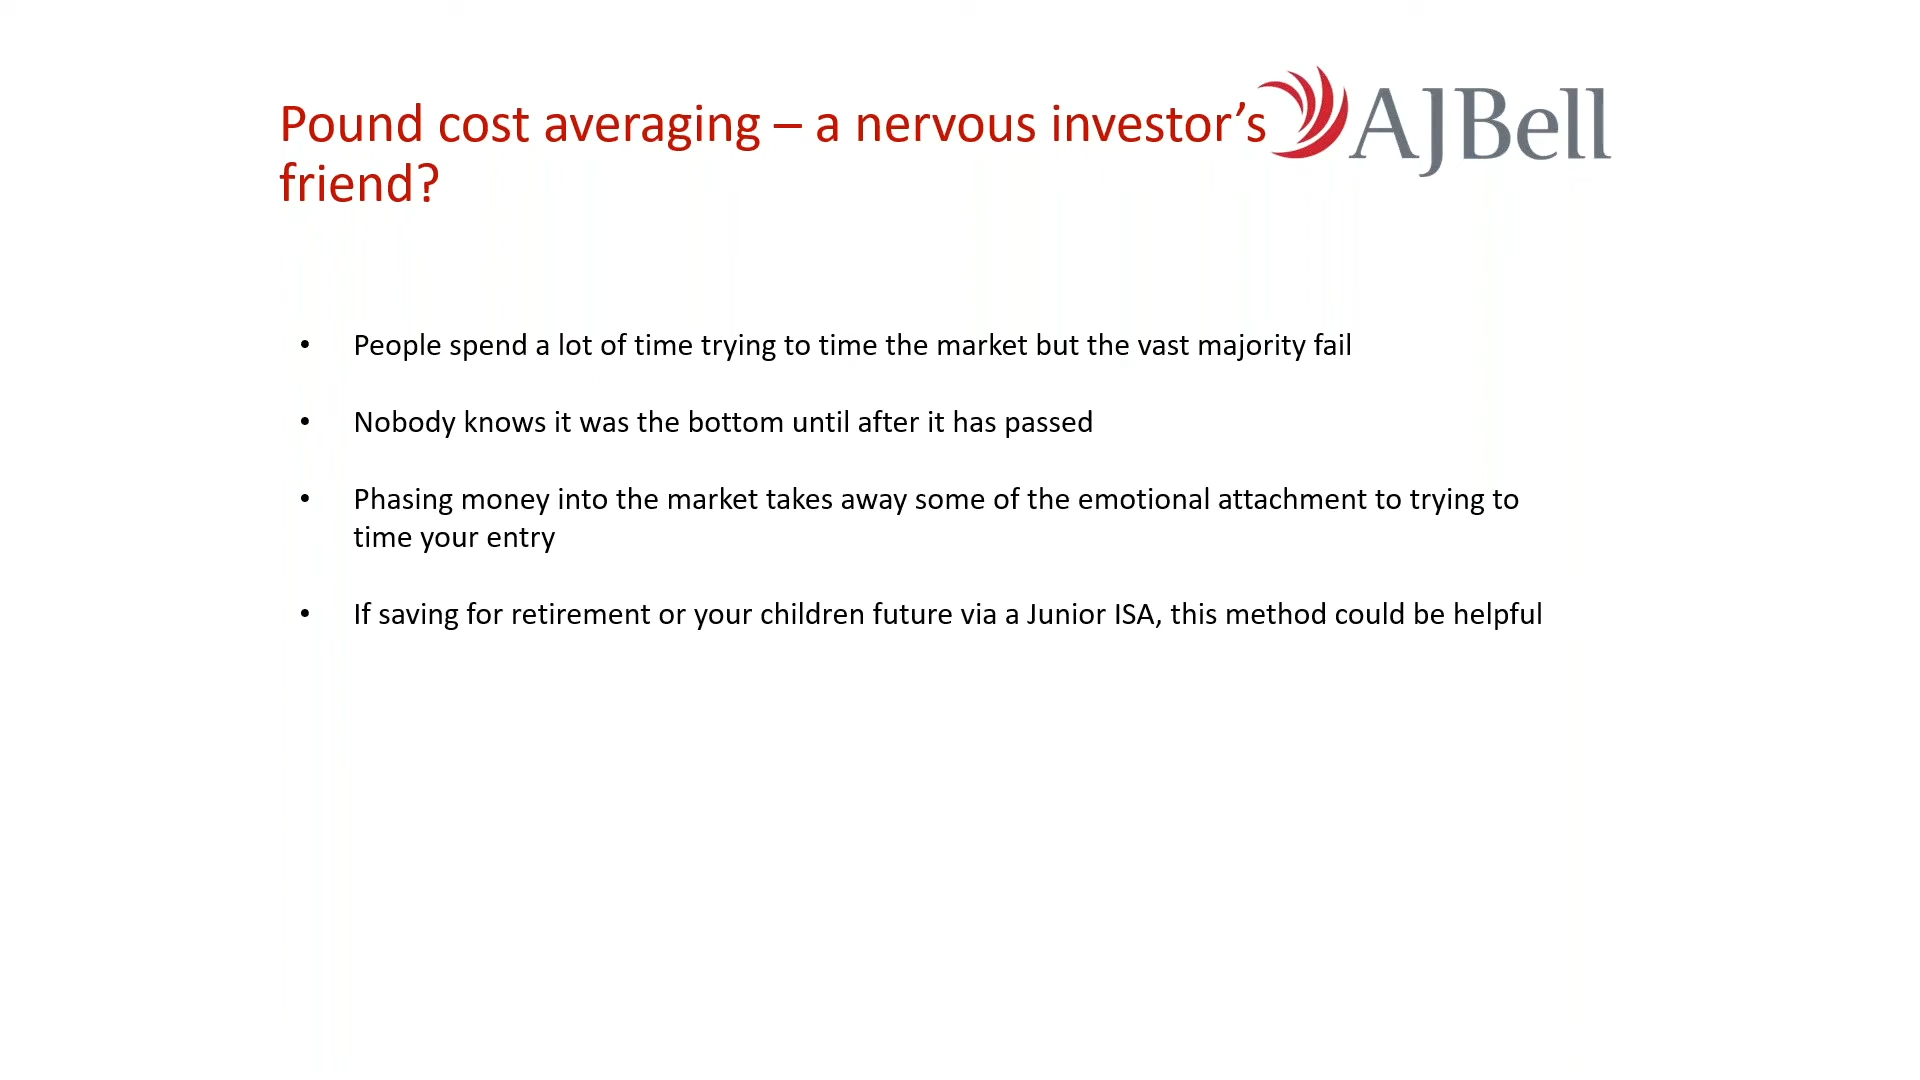 Pound cost averaging – a nervous investor’s
friend?
AJBell
• People spend a lot of time trying to time the market but the vast majority fail
• Nobody knows it was the bottom until after it has passed
• Phasing money into the market takes away some of the emotional attachment to trying to
time your entry
• If saving for retirement or your children future via a Junior ISA, this method could be helpful